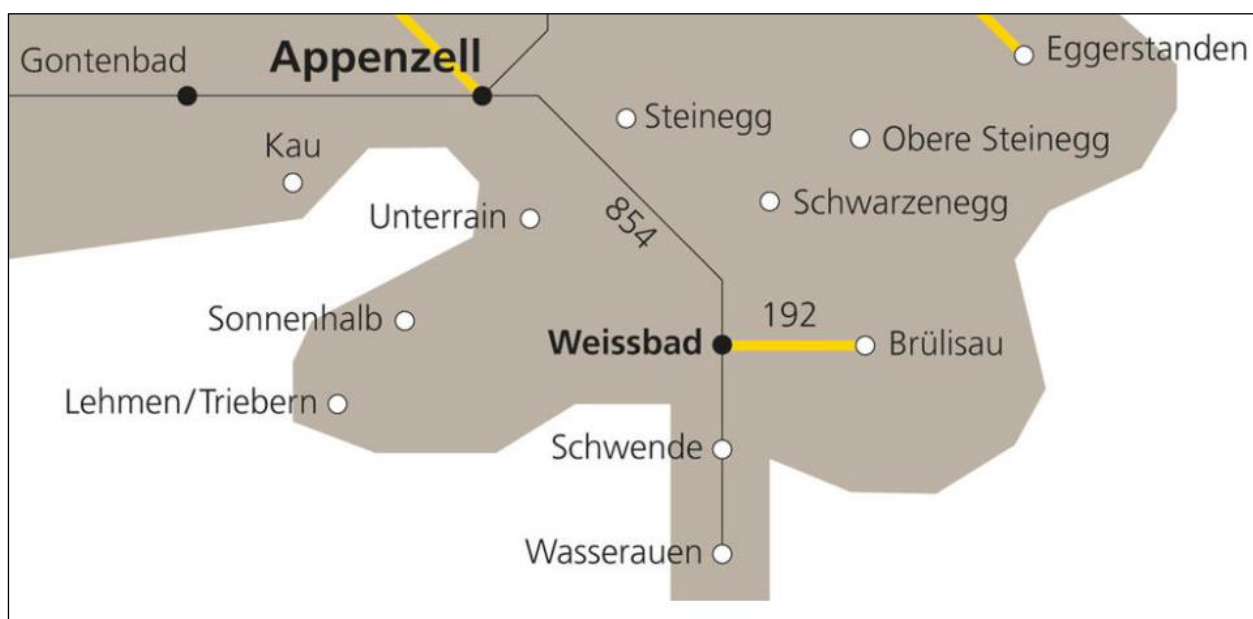 Eggerstanden
Gontenbad
Appenzell
Steinegg
Obere Steinegg
Kau
Schwarzenegg
Unterrain
854
Sonnenhalb
192
Weissbad
Brülisau
Lehmen/Triebern
Schwende
Wasserauen